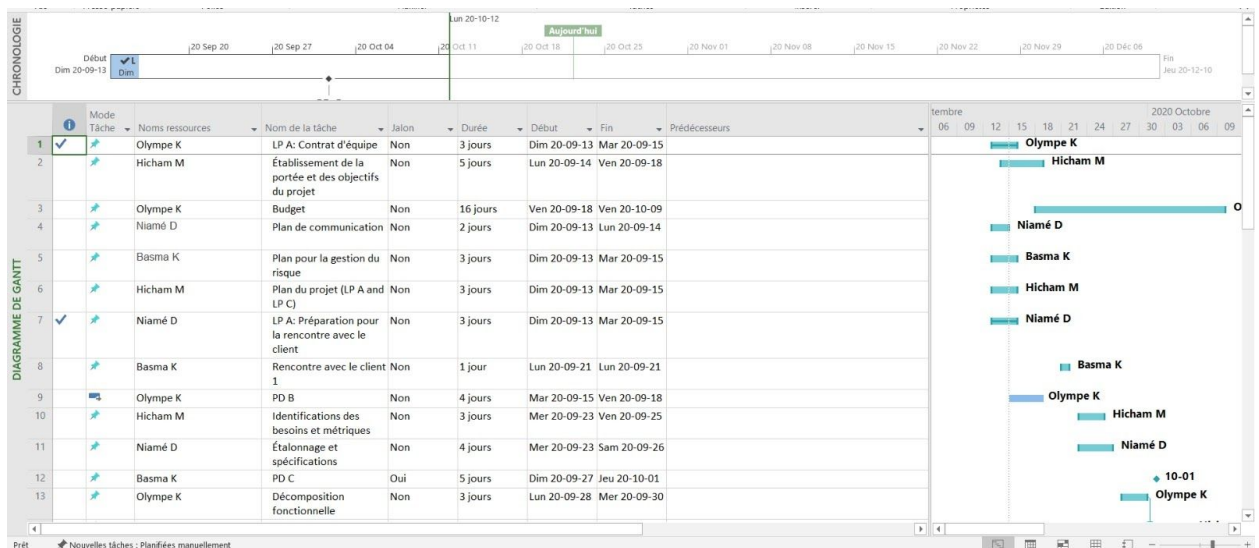 Lun 20-10-12
Aujourd'hui
CHRONOLOGIE
20 Sep 20 20 Sep 27 20 Oct 04 20 Oct 11 20 Oct 18 20 Oct 25 20 Nov 01 20 Nov 08 20 Nov 15 20 Nov 22 20 Nov 29 20 Déc 06
Début
Dim 20-09-13
L
Dim
Fin
Jeu 20-12-10
DIAGRAMME DE GANTT
Mode
Tâche Noms ressources Nom de la tâche Jalon Durée Début Fin Prédécesseurs
tembre 2020 Octobre
06 09 12 15 18 21 24 27 30 03 06 09
1 Olympe K LP A: Contrat d'équipe Non 3 jours Dim 20-09-13 Mar 20-09-15 Olympe K
2 Hicham M Établissement de la Non 5 jours Lun 20-09-14 Ven 20-09-18 Hicham M
portée et des objectifs
du projet
3 Olympe K Budget Non 16 jours Ven 20-09-18 Ven 20-10-09 O
4 Niamé D Plan de communication Non 2 jours Dim 20-09-13 Lun 20-09-14 Niamé D
5 Basma K Plan pour la gestion du Non 3 jours Dim 20-09-13 Mar 20-09-15 Basma K
risque
6 Hicham M Plan du projet (LP A and Non 3 jours Dim 20-09-13 Mar 20-09-15 Hicham M
LP C)
7 Niamé D LP A: Préparation pour Non 3 jours Dim 20-09-13 Mar 20-09-15 Niamé D
la rencontre avec le
client
8 Basma K Rencontre avec le client Non 1 jour Lun 20-09-21 Lun 20-09-21 Basma K
1
9 Olympe K PD B Non 4 jours Mar 20-09-15 Ven 20-09-18 Olympe K
10 Hicham M Identifications des Non 3 jours Mer 20-09-23 Ven 20-09-25 Hicham M
besoins et métriques
11 Niamé D Étalonnage et Non 4 jours Mer 20-09-23 Sam 20-09-26 Niamé D
spécifications
12 Basma K PD C Oui 5 jours Dim 20-09-27 Jeu 20-10-01 10-01
13 Olympe K Décomposition Non 3 jours Lun 20-09-28 Mer 20-09-30 Olympe K
fonctionnelle
Prêt Nouvelles tâches : Planifiées manuellement